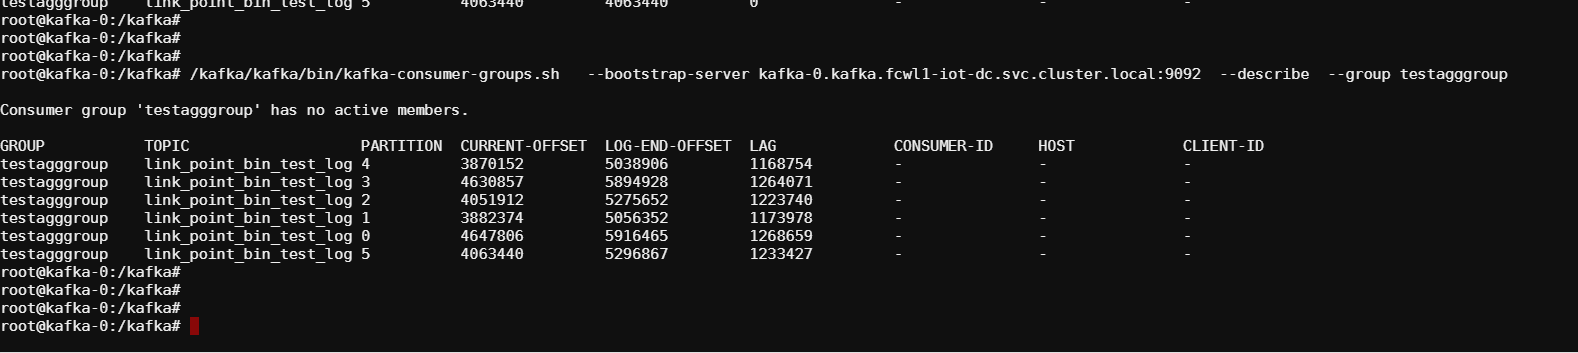 testagggroup    link_point_bin_test_log 5          4063440         4063440         0               -               -               -
root@kafka-0:/kafka#
root@kafka-0:/kafka#
root@kafka-0:/kafka#
root@kafka-0:/kafka# /kafka/kafka/bin/kafka-consumer-groups.sh   --bootstrap-server kafka-0.kafka.fcwl1-iot-dc.svc.cluster.local:9092  --describe  --group testagggroup
Consumer group 'testagggroup' has no active members.
GROUP           TOPIC                   PARTITION  CURRENT-OFFSET  LOG-END-OFFSET  LAG             CONSUMER-ID     HOST            CLIENT-ID
testagggroup    link_point_bin_test_log 4          3870152         5038906         1168754         -               -               -
testagggroup    link_point_bin_test_log 3          4630857         5894928         1264071         -               -               -
testagggroup    link_point_bin_test_log 2          4051912         5275652         1223740         -               -               -
testagggroup    link_point_bin_test_log 1          3882374         5056352         1173978         -               -               -
testagggroup    link_point_bin_test_log 0          4647806         5916465         1268659         -               -               -
testagggroup    link_point_bin_test_log 5          4063440         5296867         1233427         -               -               -
root@kafka-0:/kafka#
root@kafka-0:/kafka#
root@kafka-0:/kafka#
root@kafka-0:/kafka#